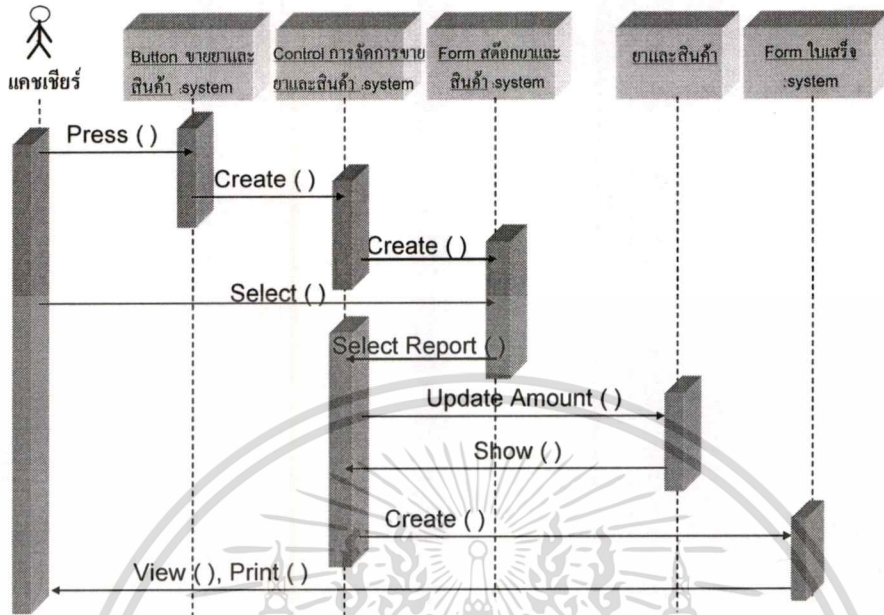 แคชเชียร์
Button ขายยาและ
สินค้า :system
Control การจัดการขาย
ยาและสินค้า :system
Form สต๊อกยาและ
สินค้า :system
ยาและสินค้า
Form ใบเสร็จ
:system
Press ( )
Create ( )
Create ( )
Select ( )
Select Report ( )
Update Amount ( )
Show ( )
Create ( )
View ( ), Print ( )